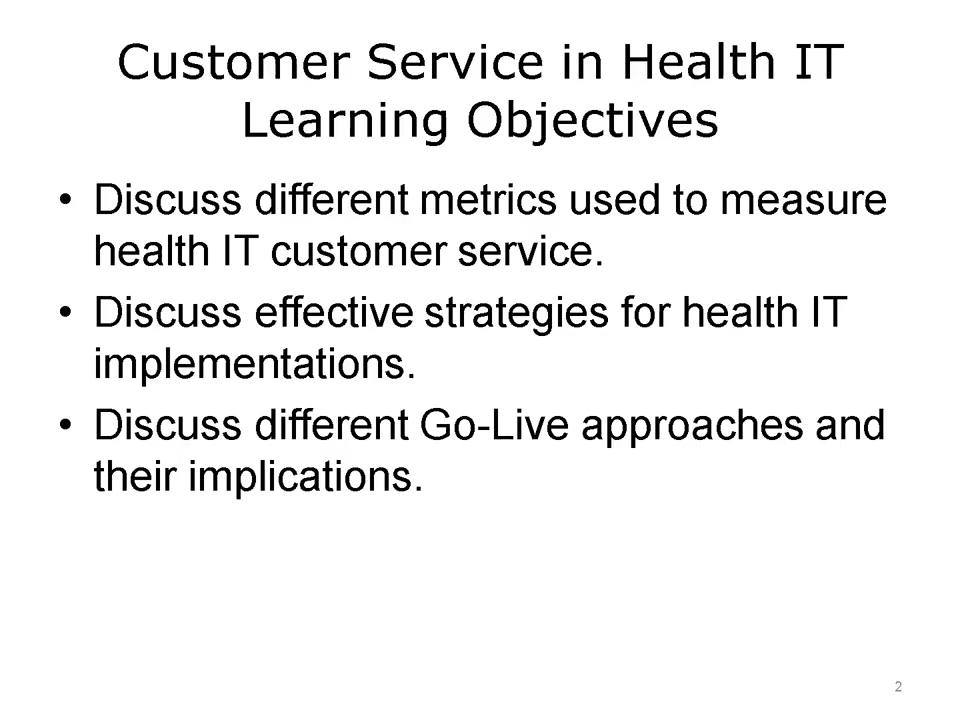 Customer Service in Health IT
Learning Objectives
• Discuss different metrics used to measure
health IT customer service.
• Discuss effective strategies for health IT
implementations.
• Discuss different Go-Live approaches and
their implications.
2